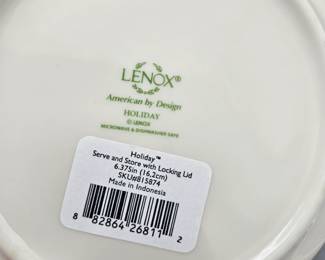 LENOX®
American by Design
HOLIDAY
© LENOX
MICROWAVE & DISHWASHER SAFE
Holiday™
Serve and Store with Locking Lid
6.375in (16.2cm)
SKU#815874
Made in Indonesia
8 82864 26811 2